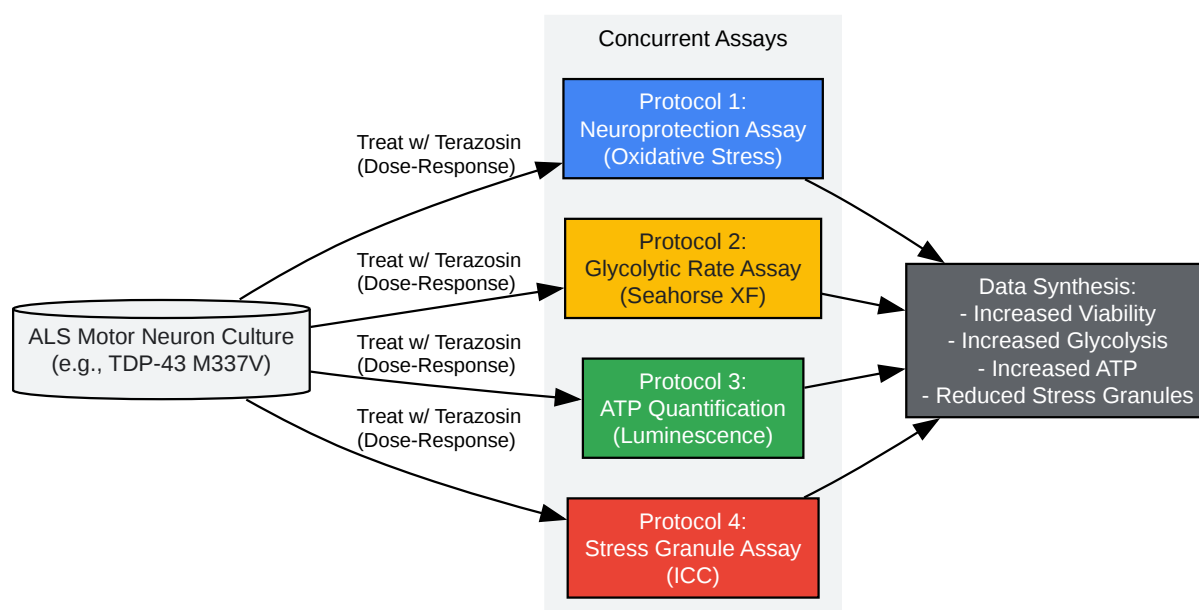 Concurrent Assays
ALS Motor Neuron Culture
(e.g., TDP-43 M337V)
Treat w/ Terazosin
(Dose-Response)
Treat w/ Terazosin
(Dose-Response)
Treat w/ Terazosin
(Dose-Response)
Treat w/ Terazosin
(Dose-Response)
Protocol 1:
Neuroprotection Assay
(Oxidative Stress)
Protocol 2:
Glycolytic Rate Assay
(Seahorse XF)
Protocol 3:
ATP Quantification
(Luminescence)
Protocol 4:
Stress Granule Assay
(ICC)
Data Synthesis:
- Increased Viability
- Increased Glycolysis
- Increased ATP
- Reduced Stress Granules